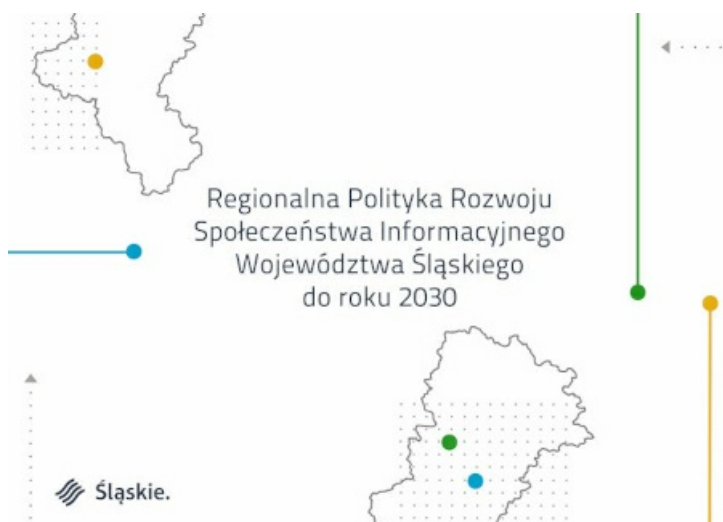 Regionalna Polityka Rozwoju
Społeczeństwa Informacyjnego
Województwa Śląskiego
do roku 2030
Śląskie.